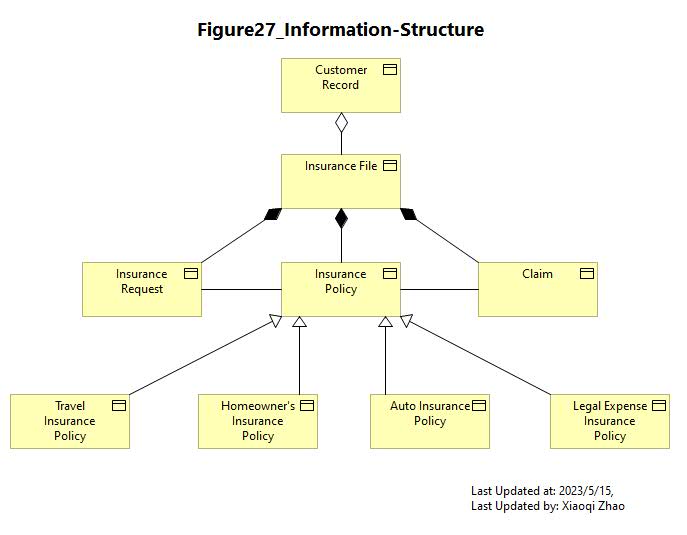 Figure27_Information-Structure
Customer
Record
Insurance File
Insurance
Request
Insurance
Policy
Claim
Travel
Insurance
Policy
Homeowner's
Insurance
Policy
Auto Insurance
Policy
Legal Expense
Insurance
Policy
Last Updated at: 2023/5/15,
Last Updated by: Xiaoqi Zhao